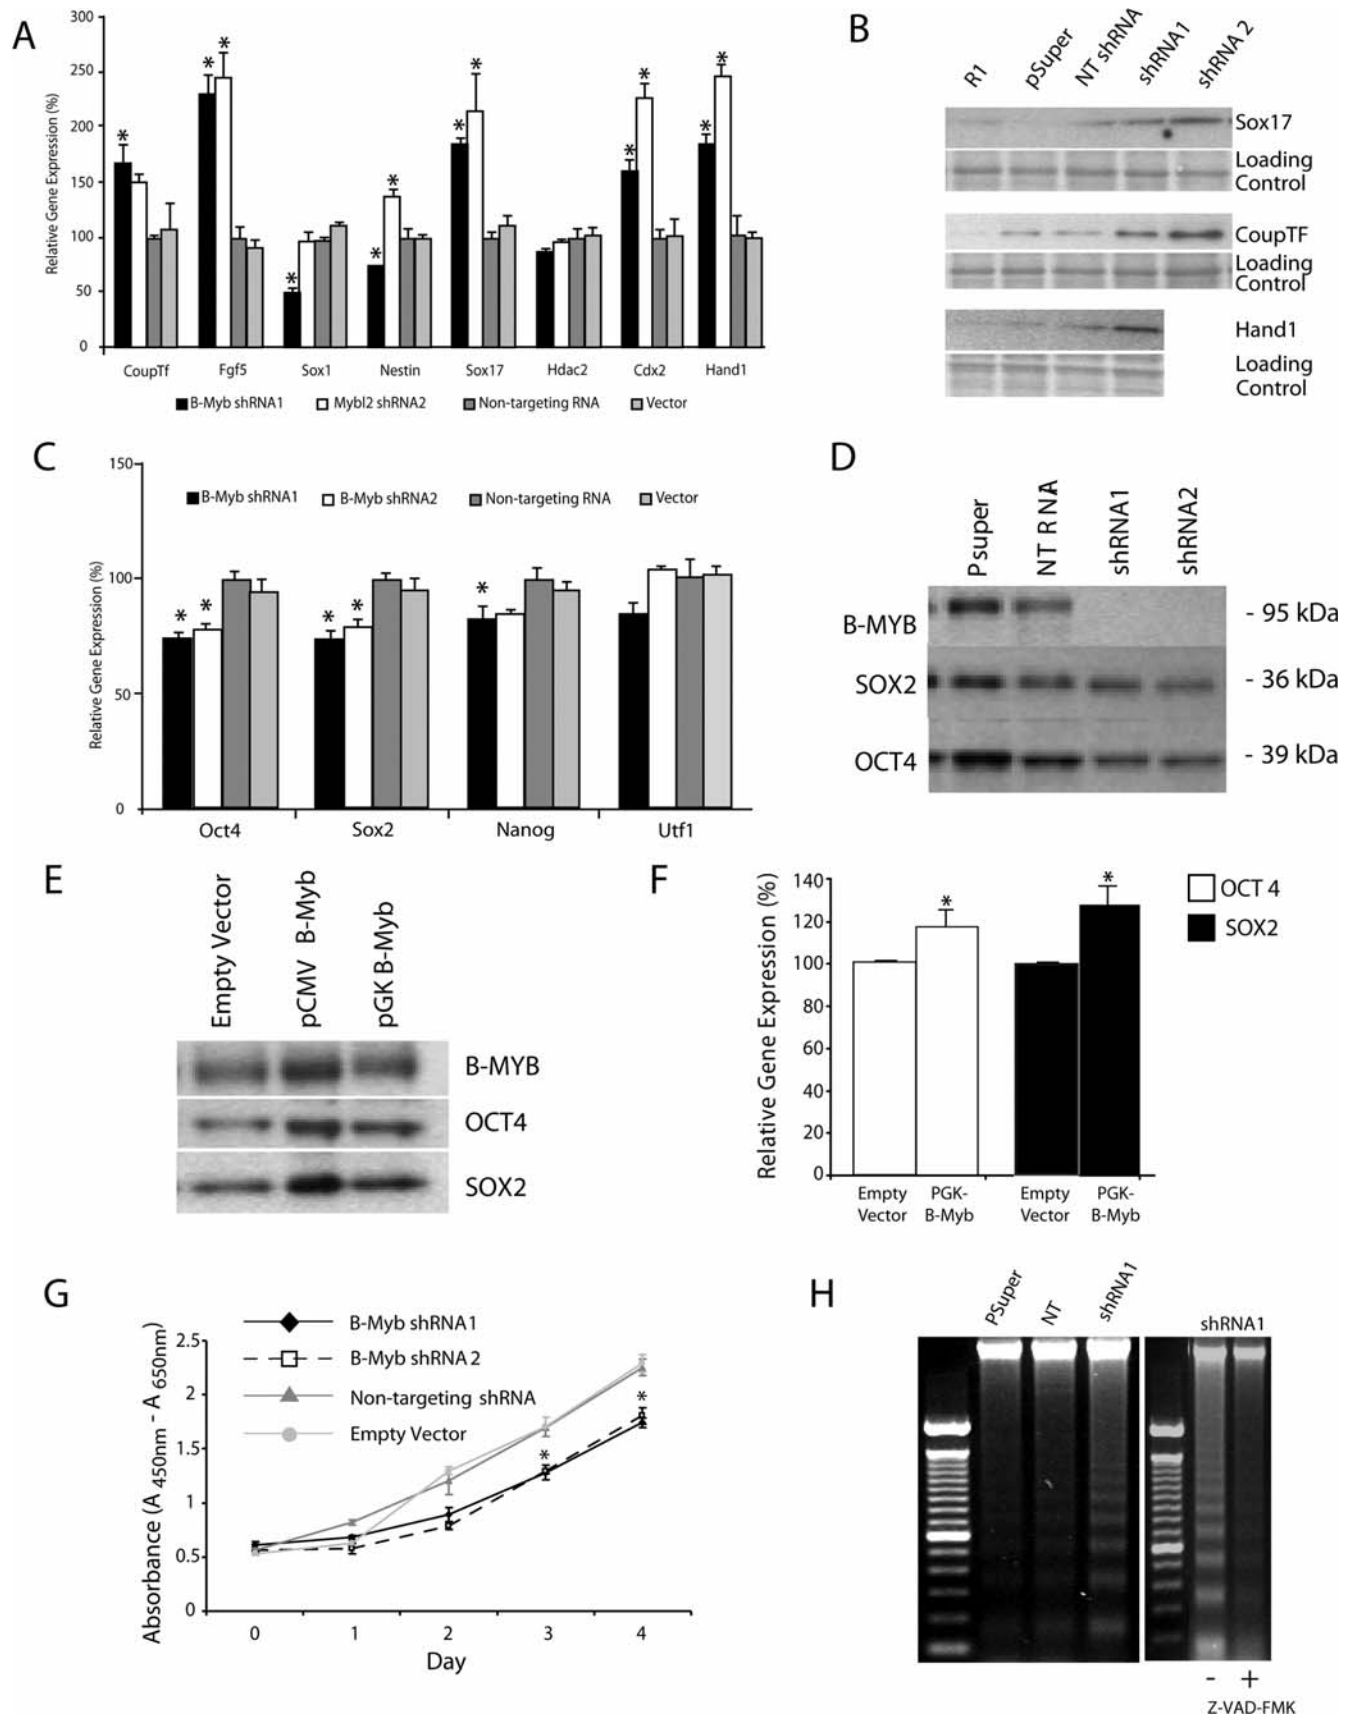 A
Relative Gene Expression (%)
300
250
200
150
100
50
0
* * * * * * * * * * * *
CoupTf Fgf5 Sox1 Nestin Sox17 Hdac2 Cdx2 Hand1
B-Myb shRNA1 Mybl2 shRNA2 Non-targeting RNA Vector
B
R1 pSuper NT shRNA shRNA1 shRNA 2
Sox17
Loading
Control
CoupTF
Loading
Control
Hand1
Loading
Control
C
Relative Gene Expression (%)
150
100
50
0
B-Myb shRNA1 B-Myb shRNA2 Non-targeting RNA Vector
* * * * *
Oct4 Sox2 Nanog Utf1
D
Psuper NT RNA shRNA1 shRNA2
B-MYB - 95 kDa
SOX2 - 36 kDa
OCT4 - 39 kDa
E
Empty Vector pCMV B-Myb pGK B-Myb
B-MYB
OCT4
SOX2
F
Relative Gene Expression (%)
140
120
100
80
60
40
20
0
* *
OCT 4
SOX2
Empty Vector PGK-B-Myb Empty Vector PGK-B-Myb
G
B-Myb shRNA1
B-Myb shRNA 2
Non-targeting shRNA
Empty Vector
Absorbance (A 450nm - A 650nm)
2.5
2
1.5
1
0.5
0
* *
0 1 2 3 4
Day
H
PSuper NT shRNA1
shRNA1
- +
Z-VAD-FMK